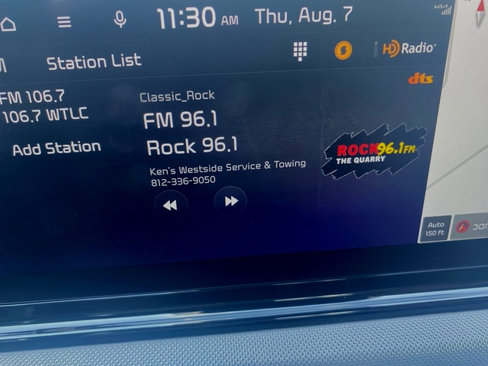 11:30 AM Thu, Aug. 7
Station List
HD Radio
dts
FM 106.7
106.7 WTLC
Add Station
Classic_Rock
FM 96.1
Rock 96.1
Ken's Westside Service & Towing
812-336-9050
ROCK 96.1FM
THE QUARRY
Auto
150 ft